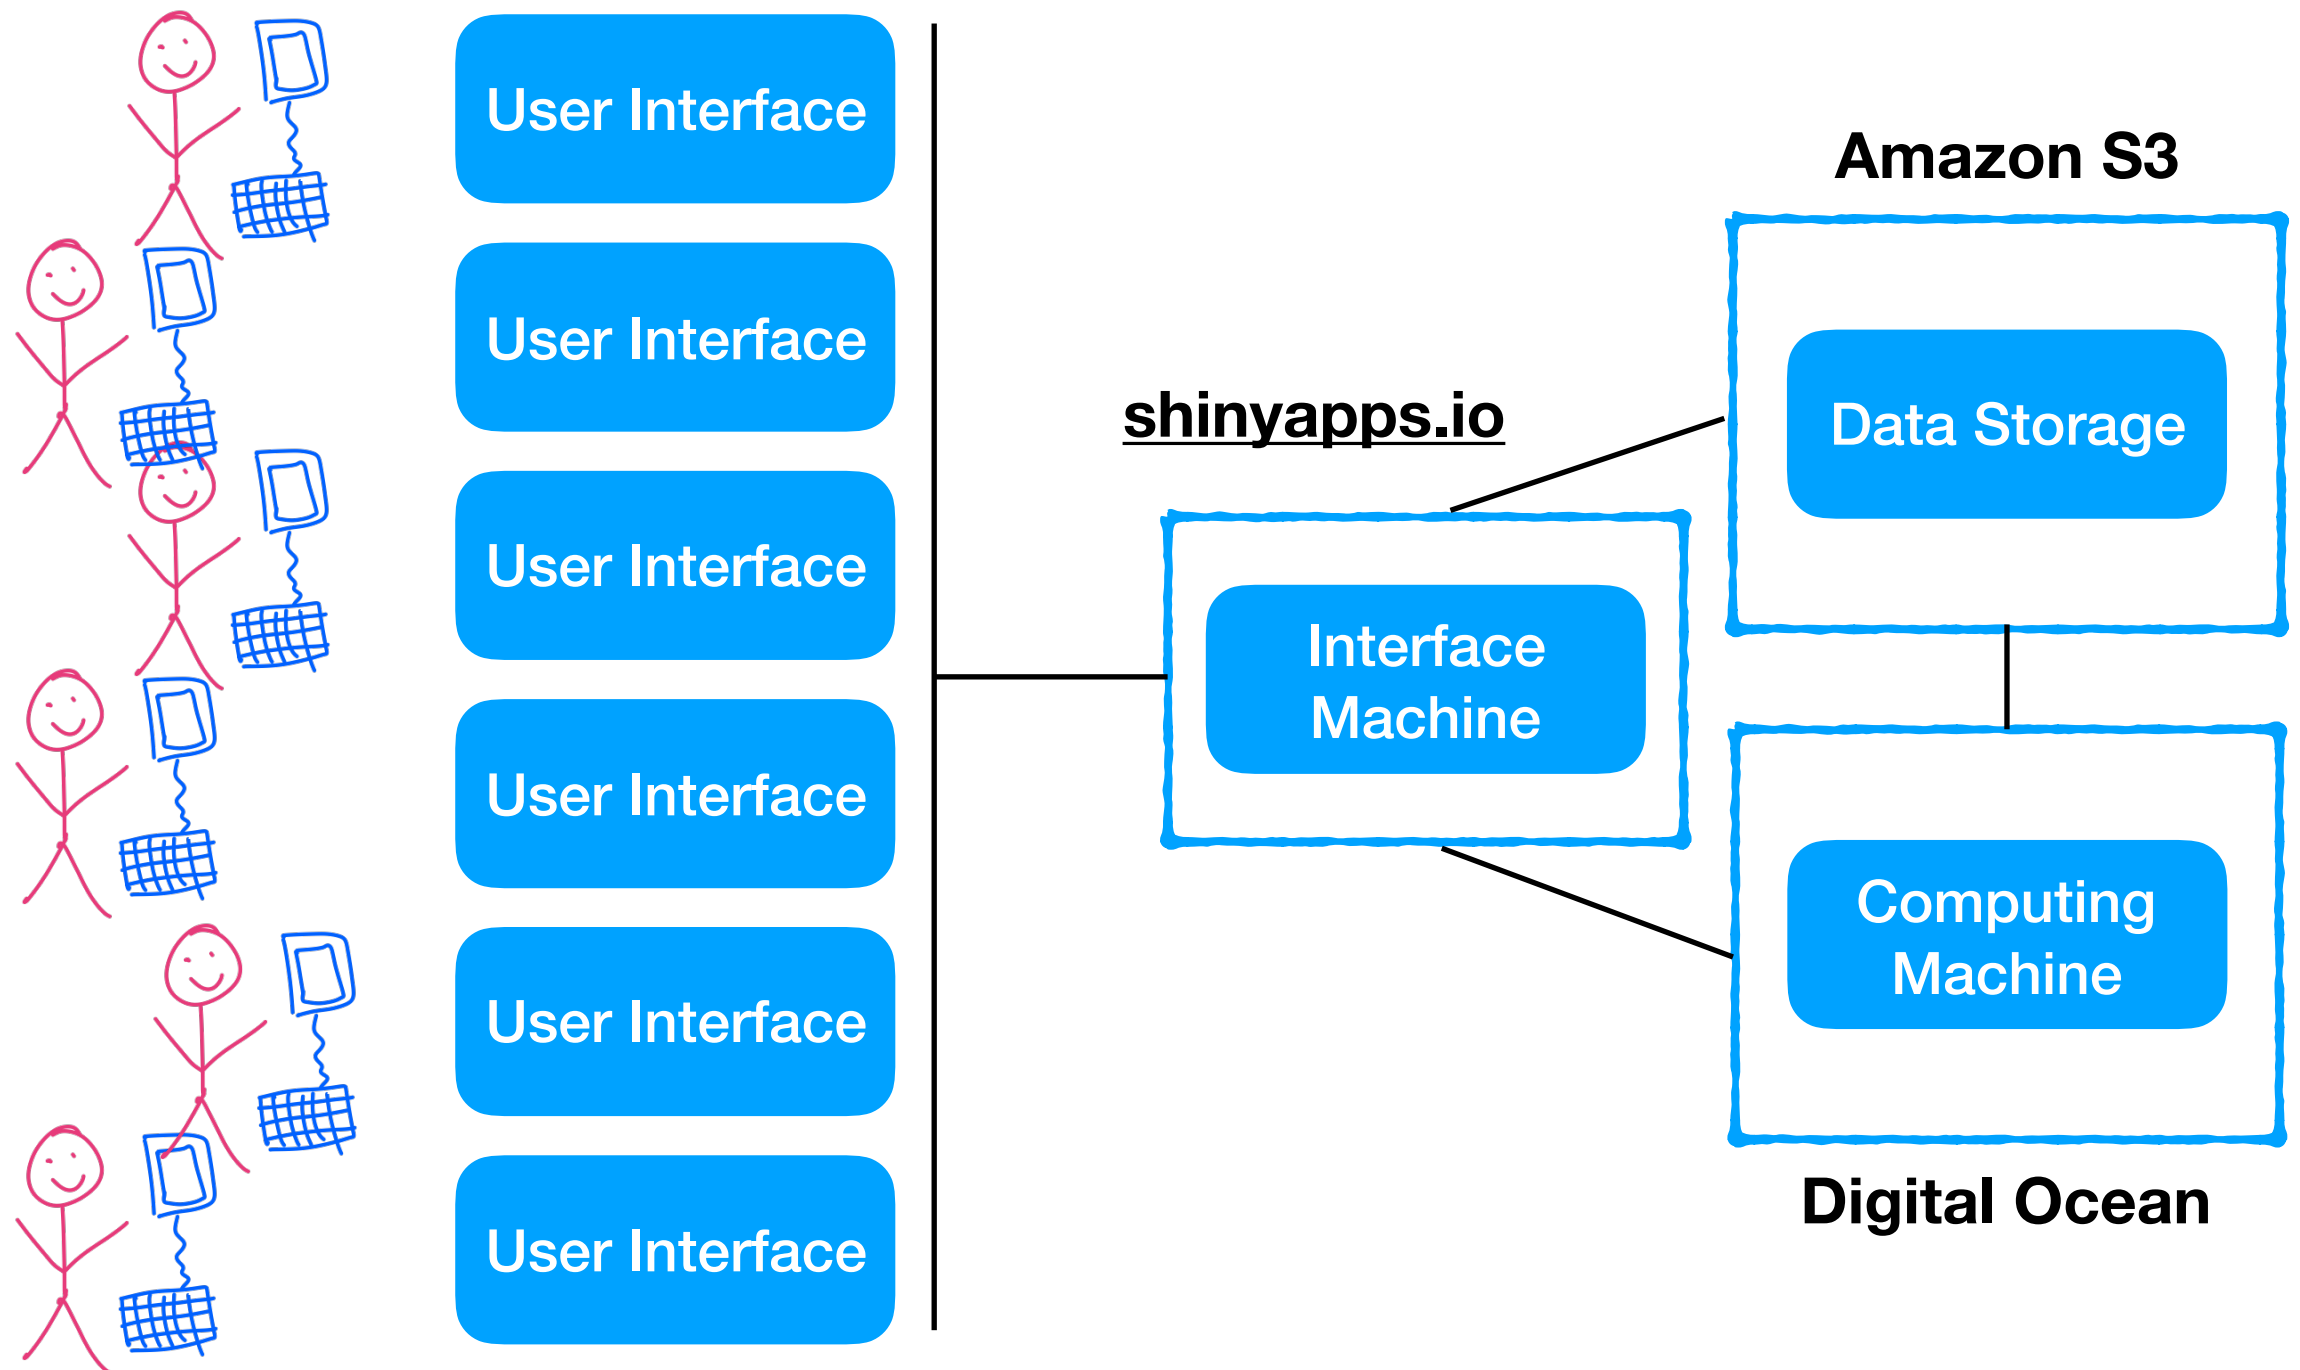 User Interface
User Interface
User Interface
User Interface
User Interface
User Interface
shinyapps.io
Interface
Machine
Amazon S3
Data Storage
Computing
Machine
Digital Ocean